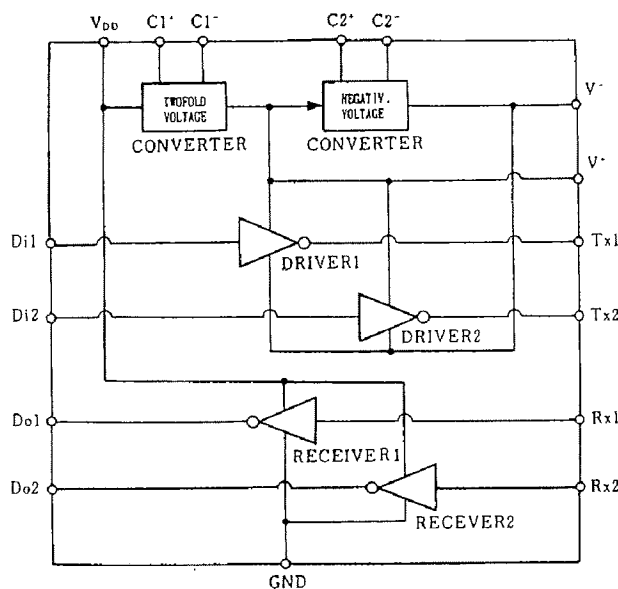 V_DD C1⁺ C1⁻ C2⁺ C2⁻
TWOFOLD
VOLTAGE
CONVERTER
NEGATIV.
VOLTAGE
CONVERTER
V⁻
V⁺
Di1
DRIVER1
Tx1
Di2
DRIVER2
Tx2
Do1
RECEIVER1
Rx1
Do2
RECEVER2
Rx2
GND